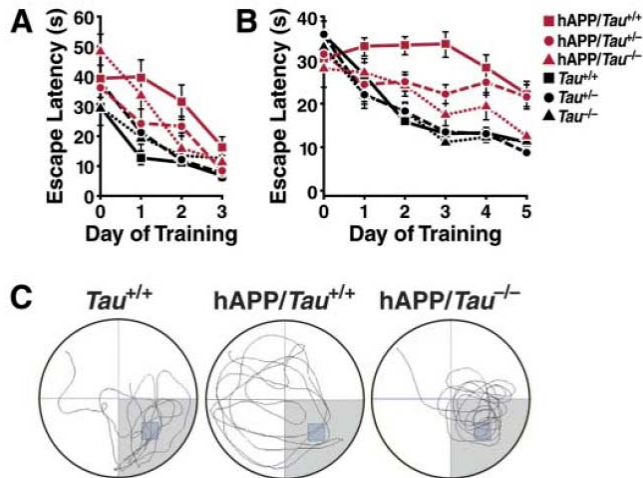 A
Escape Latency (s)
60
50
40
30
20
10
0
0 1 2 3
Day of Training
B
Escape Latency (s)
40
30
20
10
0
0 1 2 3 4 5
Day of Training
hAPP/Tau+/+
hAPP/Tau+/–
hAPP/Tau–/–
Tau+/+
Tau+/–
Tau–/–
C
Tau+/+ hAPP/Tau+/+ hAPP/Tau–/–